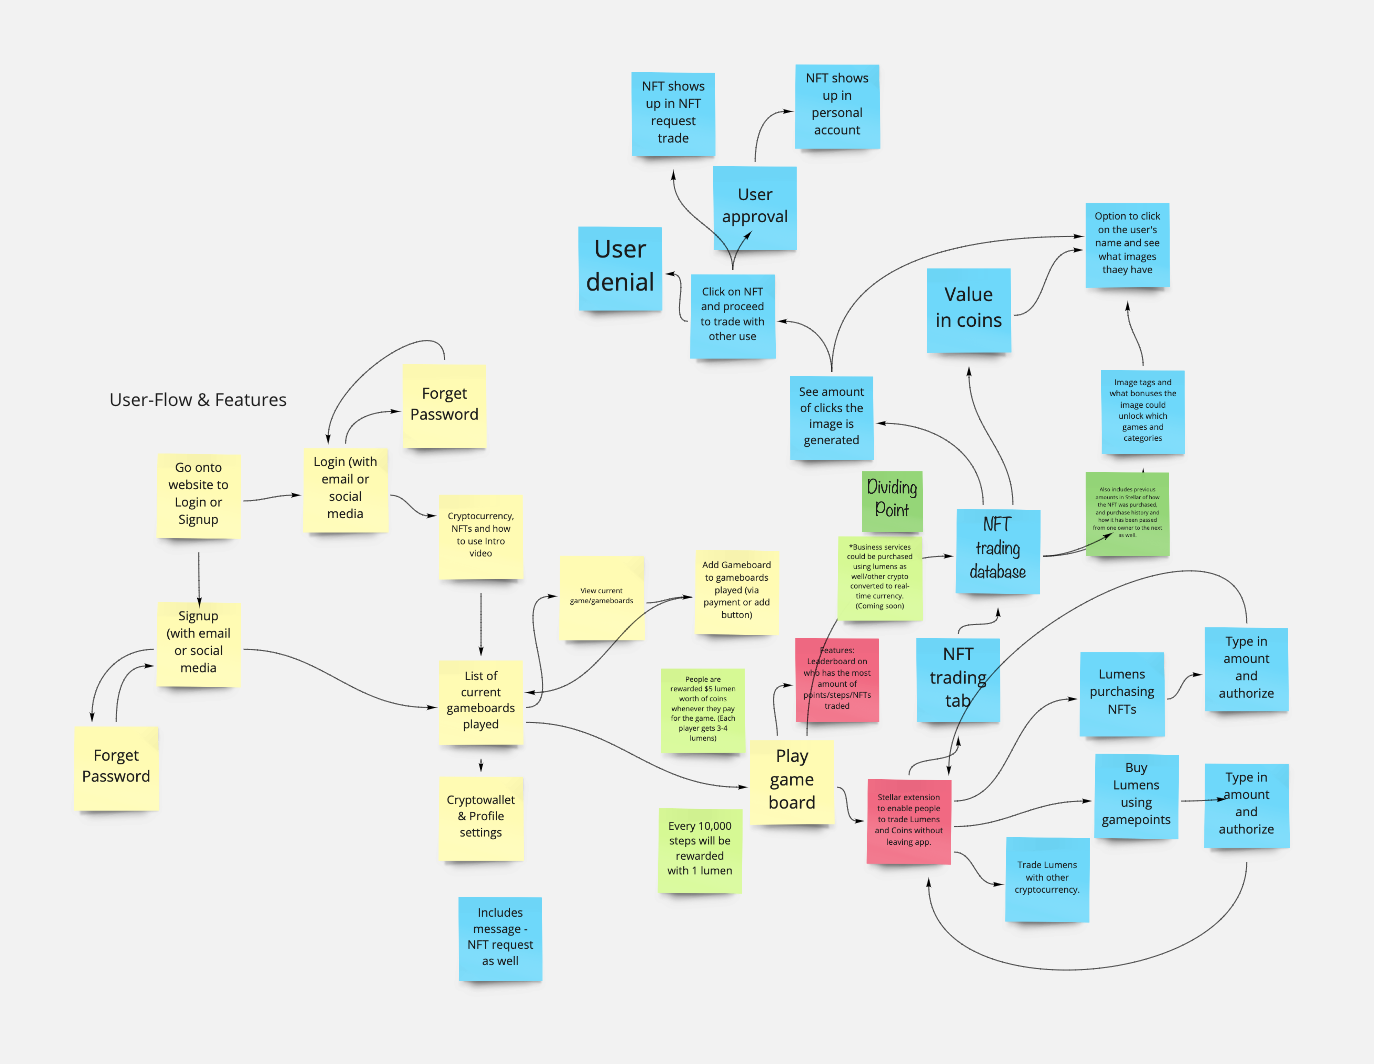 NFT shows
up in NFT
request
trade
NFT shows
up in
personal
account
User
approval
User
denial
Click on NFT
and proceed
to trade with
other use
Option to click
on the user's
name and see
what images
thaey have
Value
in coins
See amount
of clicks the
image is
generated
Image tags and
what bonuses the
image could
unlock which
games and
categories
User-Flow & Features
Forget
Password
Go onto
website to
Login or
Signup
Login (with
email or
social
media
Cryptocurrency,
NFTs and how
to use Intro
video
Dividing
Point
NFT
trading
database
Also includes previous
amounts in Stellar of how
the NFT was purchased,
and purchase history and
how it has been passed
from one owner to the next
as well.
*Business services
could be purchased
using lumens as
well/other crypto
converted to real-
time currency.
(Coming soon)
View current
game/gameboards
Add Gameboard
to gameboards
played (via
payment or add
button)
Signup
(with email
or social
media
List of
current
gameboards
played
People are
rewarded $5 lumen
worth of coins
whenever they pay
for the game. (Each
player gets 3-4
lumens)
Features:
Leaderboard on
who has the most
amount of
points/steps/NFTs
traded
NFT
trading
tab
Lumens
purchasing
NFTs
Type in
amount
and
authorize
Forget
Password
Cryptowallet
& Profile
settings
Play
game
board
Every 10,000
steps will be
rewarded
with 1 lumen
Stellar extension
to enable people
to trade Lumens
and Coins without
leaving app.
Buy
Lumens
using
gamepoints
Type in
amount
and
authorize
Trade Lumens
with other
cryptocurrency.
Includes
message -
NFT request
as well